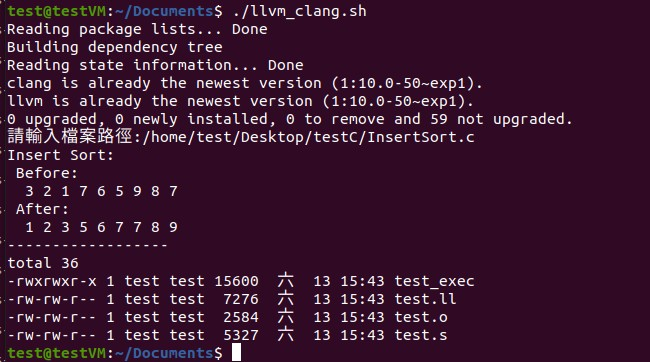 test@testVM:~/Documents$ ./llvm_clang.sh
Reading package lists... Done
Building dependency tree
Reading state information... Done
clang is already the newest version (1:10.0-50~exp1).
llvm is already the newest version (1:10.0-50~exp1).
0 upgraded, 0 newly installed, 0 to remove and 59 not upgraded.
請輸入檔案路徑:/home/test/Desktop/testC/InsertSort.c
Insert Sort:
 Before:
  3 2 1 7 6 5 9 8 7
 After:
  1 2 3 5 6 7 7 8 9
------------------
total 36
-rwxrwxr-x 1 test test 15600  六  13 15:43 test_exec
-rw-rw-r-- 1 test test  7276  六  13 15:43 test.ll
-rw-rw-r-- 1 test test  2584  六  13 15:43 test.o
-rw-rw-r-- 1 test test  5327  六  13 15:43 test.s
test@testVM:~/Documents$